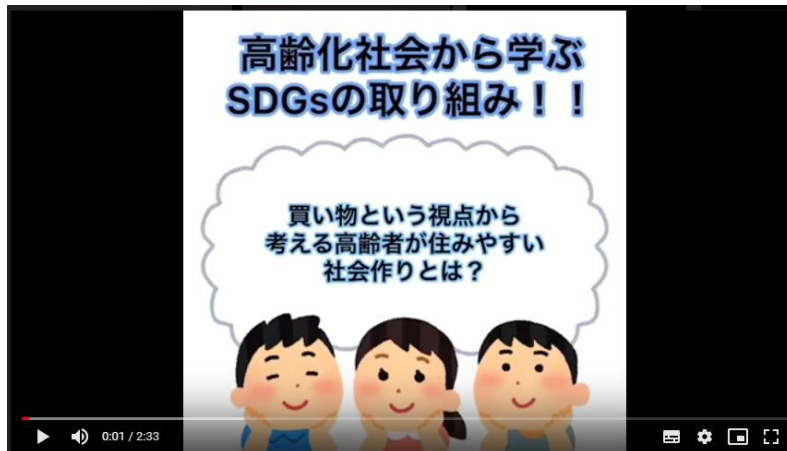 高齢化社会から学ぶ
SDGsの取り組み！！
買い物という視点から
考える高齢者が住みやすい
社会作りとは？
0:01 / 2:33